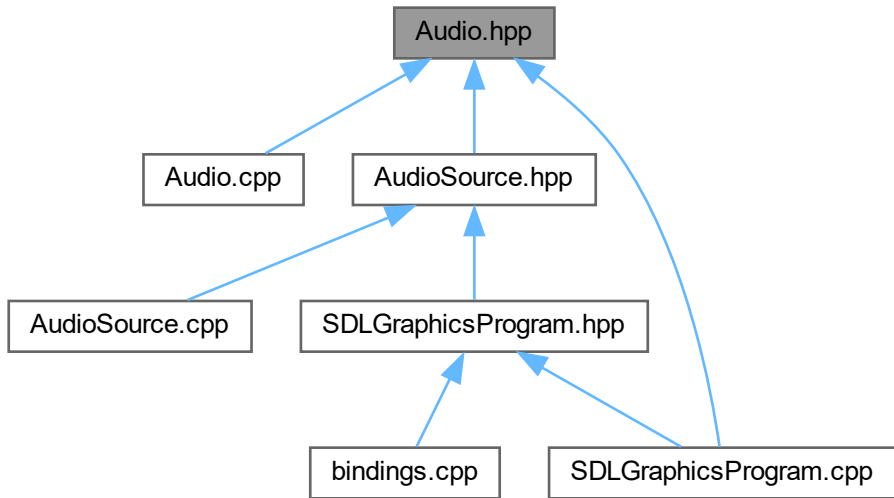 Audio.hpp
Audio.cpp
AudioSource.hpp
AudioSource.cpp
SDLGraphicsProgram.hpp
bindings.cpp
SDLGraphicsProgram.cpp